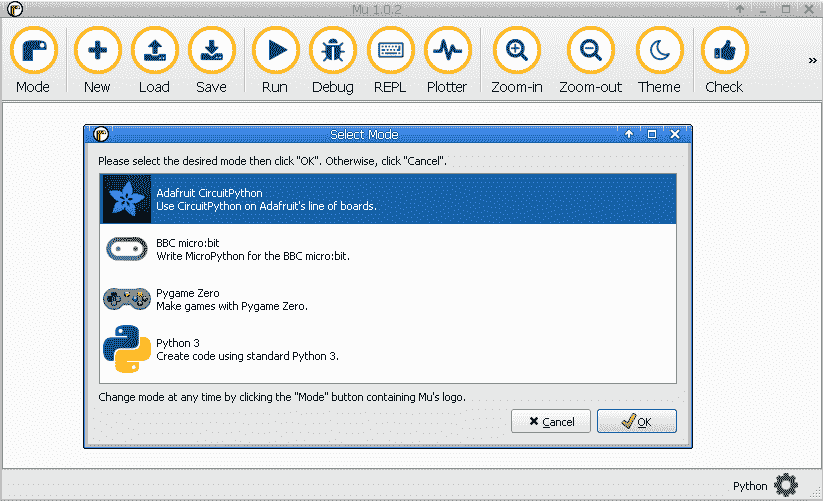 Mu 1.0.2
Mode
New
Load
Save
Run
Debug
REPL
Plotter
Zoom-in
Zoom-out
Theme
Check
»
Select Mode
Please select the desired mode then click "OK". Otherwise, click "Cancel".
Adafruit CircuitPython
Use CircuitPython on Adafruit's line of boards.
BBC micro:bit
Write MicroPython for the BBC micro:bit.
Pygame Zero
Make games with Pygame Zero.
Python 3
Create code using standard Python 3.
Change mode at any time by clicking the "Mode" button containing Mu's logo.
Cancel
OK
Python